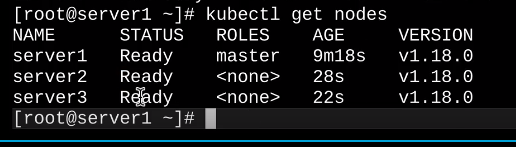 [root@server1 ~]# kubectl get nodes
NAME STATUS ROLES AGE VERSION
server1 Ready master 9m18s v1.18.0
server2 Ready <none> 28s v1.18.0
server3 Ready <none> 22s v1.18.0
[root@server1 ~]#